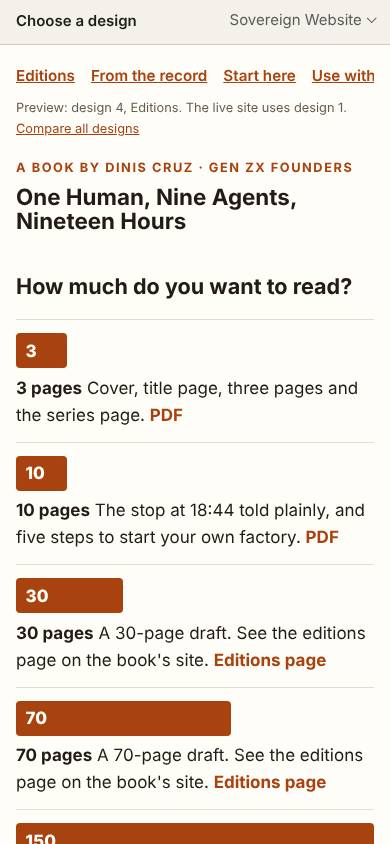 Choose a design
Sovereign Website
Editions From the record Start here Use with
Preview: design 4, Editions. The live site uses design 1.
Compare all designs
A BOOK BY DINIS CRUZ · GEN ZX FOUNDERS
One Human, Nine Agents,
Nineteen Hours
How much do you want to read?
3
3 pages Cover, title page, three pages and
the series page. PDF
10
10 pages The stop at 18:44 told plainly, and
five steps to start your own factory. PDF
30
30 pages A 30-page draft. See the editions
page on the book's site. Editions page
70
70 pages A 70-page draft. See the editions
page on the book's site. Editions page
150